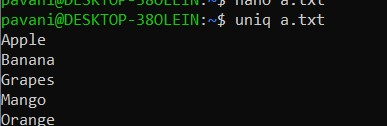 pavani@DESKTOP-38OLEIN:~$ nano a.txt
pavani@DESKTOP-38OLEIN:~$ uniq a.txt
Apple
Banana
Grapes
Mango
Orange